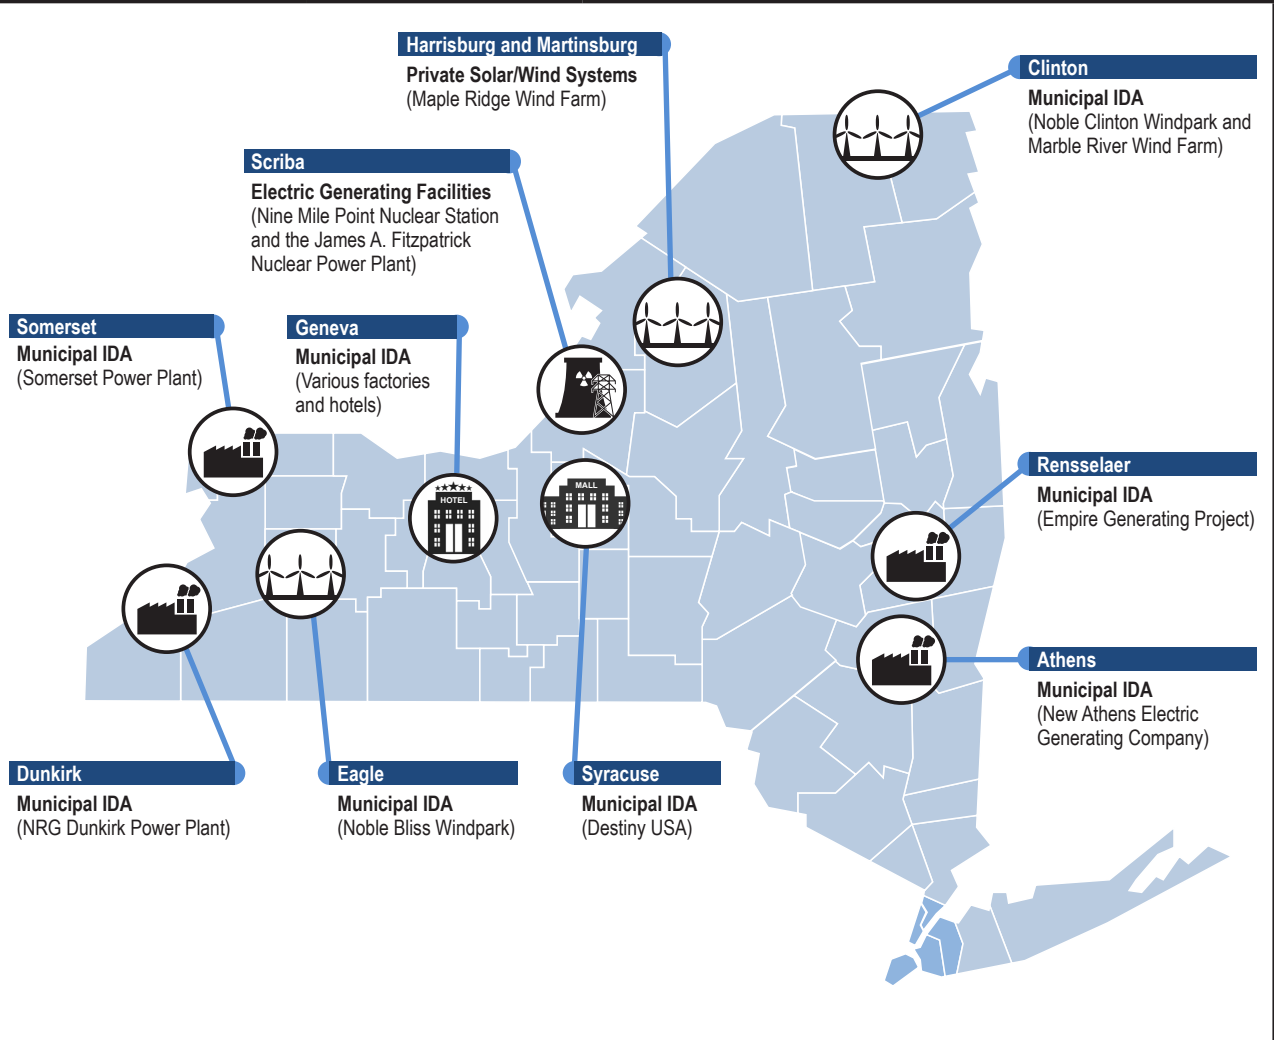 Harrisburg and Martinsburg
Private Solar/Wind Systems
(Maple Ridge Wind Farm)
Clinton
Municipal IDA
(Noble Clinton Windpark and
Marble River Wind Farm)
Scriba
Electric Generating Facilities
(Nine Mile Point Nuclear Station
and the James A. Fitzpatrick
Nuclear Power Plant)
Somerset
Municipal IDA
(Somerset Power Plant)
Geneva
Municipal IDA
(Various factories
and hotels)
HOTEL
MALL
Rensselaer
Municipal IDA
(Empire Generating Project)
Athens
Municipal IDA
(New Athens Electric
Generating Company)
Dunkirk
Municipal IDA
(NRG Dunkirk Power Plant)
Eagle
Municipal IDA
(Noble Bliss Windpark)
Syracuse
Municipal IDA
(Destiny USA)